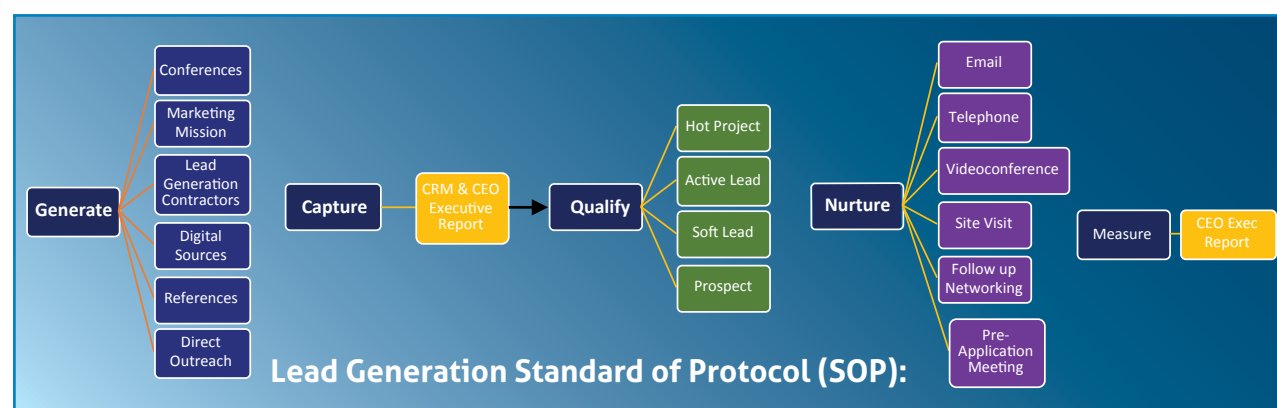 Generate
Conferences
Marketing
Mission
Lead
Generation
Contractors
Digital
Sources
References
Direct
Outreach
Capture
CRM & CEO
Executive
Report
Qualify
Hot Project
Active Lead
Soft Lead
Prospect
Nurture
Email
Telephone
Videoconference
Site Visit
Follow up
Networking
Pre-
Application
Meeting
Measure
CEO Exec
Report
Lead Generation Standard of Protocol (SOP):